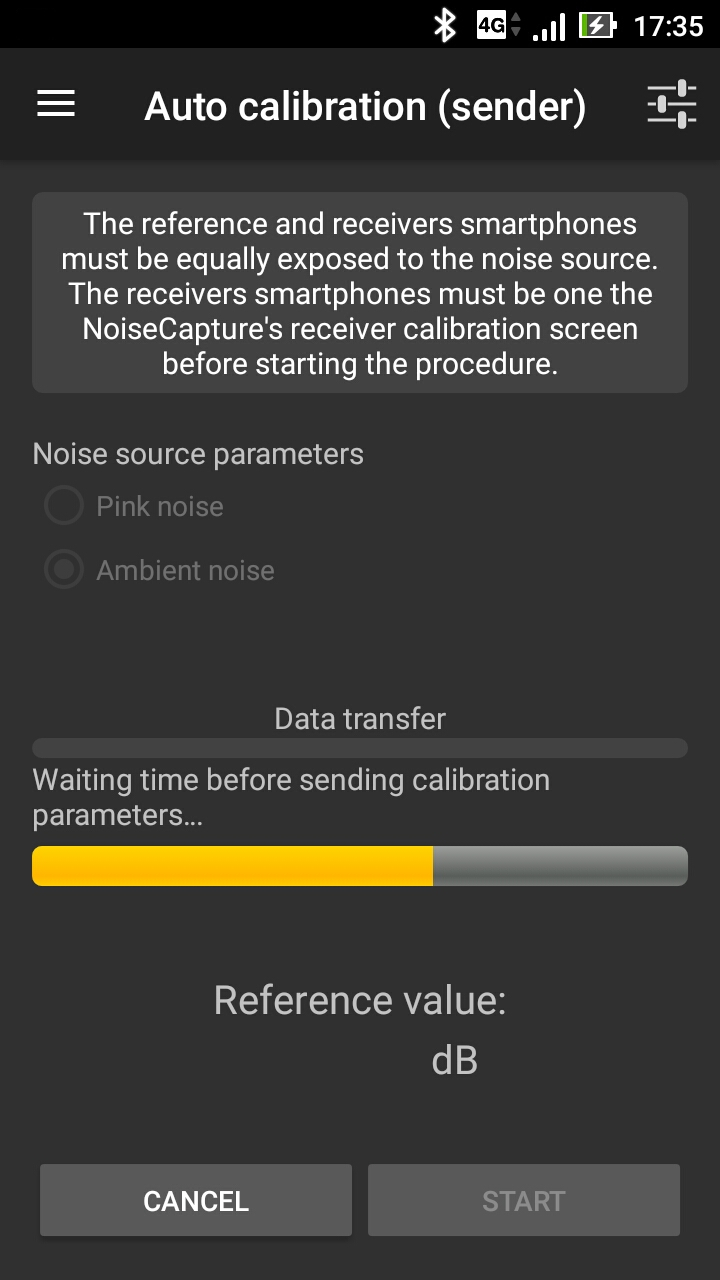 4G 17:35
Auto calibration (sender)
The reference and receivers smartphones
must be equally exposed to the noise source.
The receivers smartphones must be one the
NoiseCapture's receiver calibration screen
before starting the procedure.
Noise source parameters
Pink noise
Ambient noise
Data transfer
Waiting time before sending calibration
parameters...
Reference value:
dB
CANCEL START